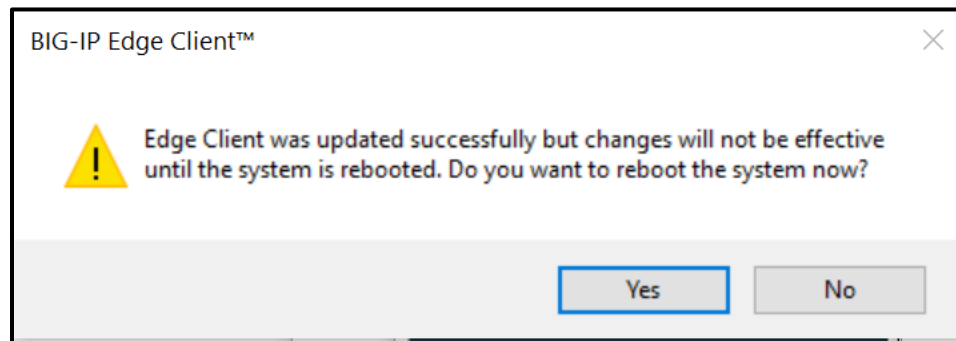 BIG-IP Edge Client™
Edge Client was updated successfully but changes will not be effective
until the system is rebooted. Do you want to reboot the system now?
Yes No